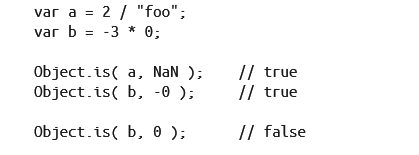 var a = 2 / "foo";
var b = -3 * 0;
Object.is( a, NaN );    // true
Object.is( b, -0 );     // true
Object.is( b, 0 );      // false